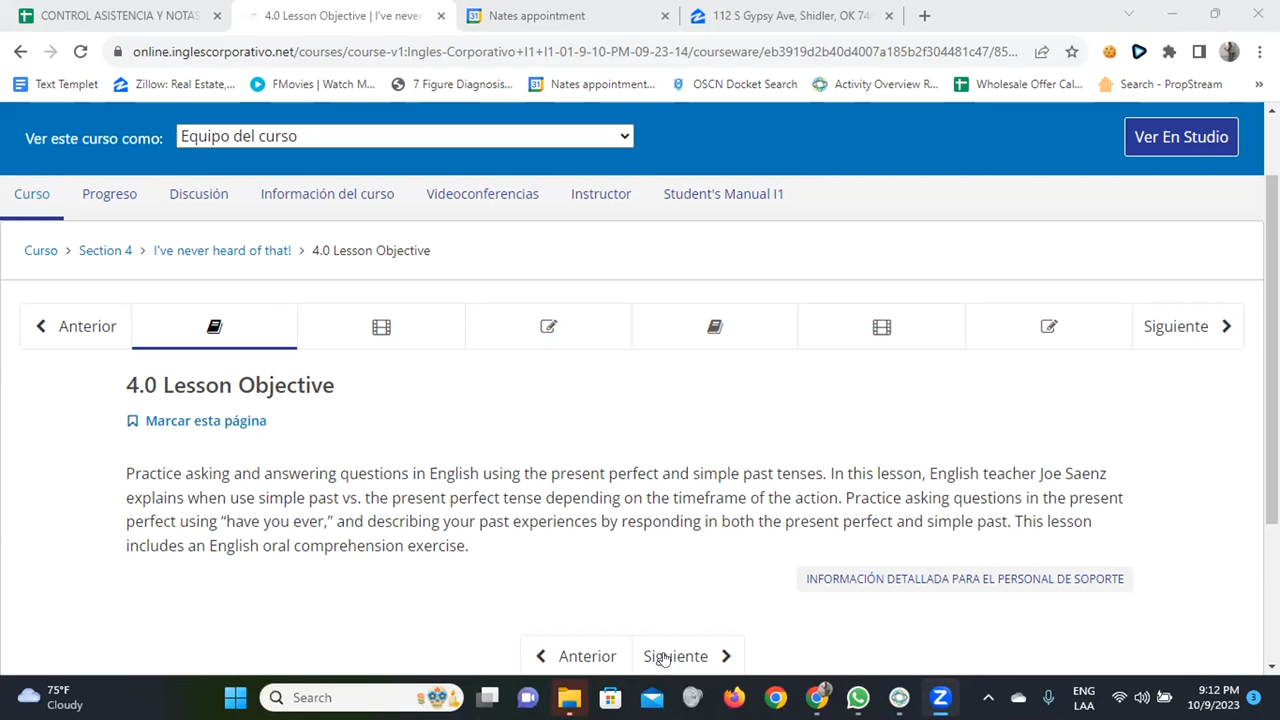 CONTROL ASISTENCIA Y NOTAS
4.0 Lesson Objective | I've never
Nates appointment
112 S Gypsy Ave, Shidler, OK 746
online.inglescorporativo.net/courses/course-v1:Ingles-Corporativo+I1+I1-01-9-10-PM-09-23-14/courseware/eb3919d2b40d4007a185b2f304481c47/85...
Text Templet
Zillow: Real Estate,...
FMovies | Watch M...
7 Figure Diagnosis...
Nates appointment...
OSCN Docket Search
Activity Overview R...
Wholesale Offer Cal...
Search - PropStream
»
Ver este curso como:
Equipo del curso
Ver En Studio
Curso
Progreso
Discusión
Información del curso
Videoconferencias
Instructor
Student's Manual I1
Curso > Section 4 > I've never heard of that! > 4.0 Lesson Objective
Anterior
Siguiente
4.0 Lesson Objective
Marcar esta página
Practice asking and answering questions in English using the present perfect and simple past tenses. In this lesson, English teacher Joe Saenz
explains when use simple past vs. the present perfect tense depending on the timeframe of the action. Practice asking questions in the present
perfect using “have you ever,” and describing your past experiences by responding in both the present perfect and simple past. This lesson
includes an English oral comprehension exercise.
INFORMACIÓN DETALLADA PARA EL PERSONAL DE SOPORTE
Anterior
Siguiente
75°F
Cloudy
Search
ENG
LAA
9:12 PM
10/9/2023
3